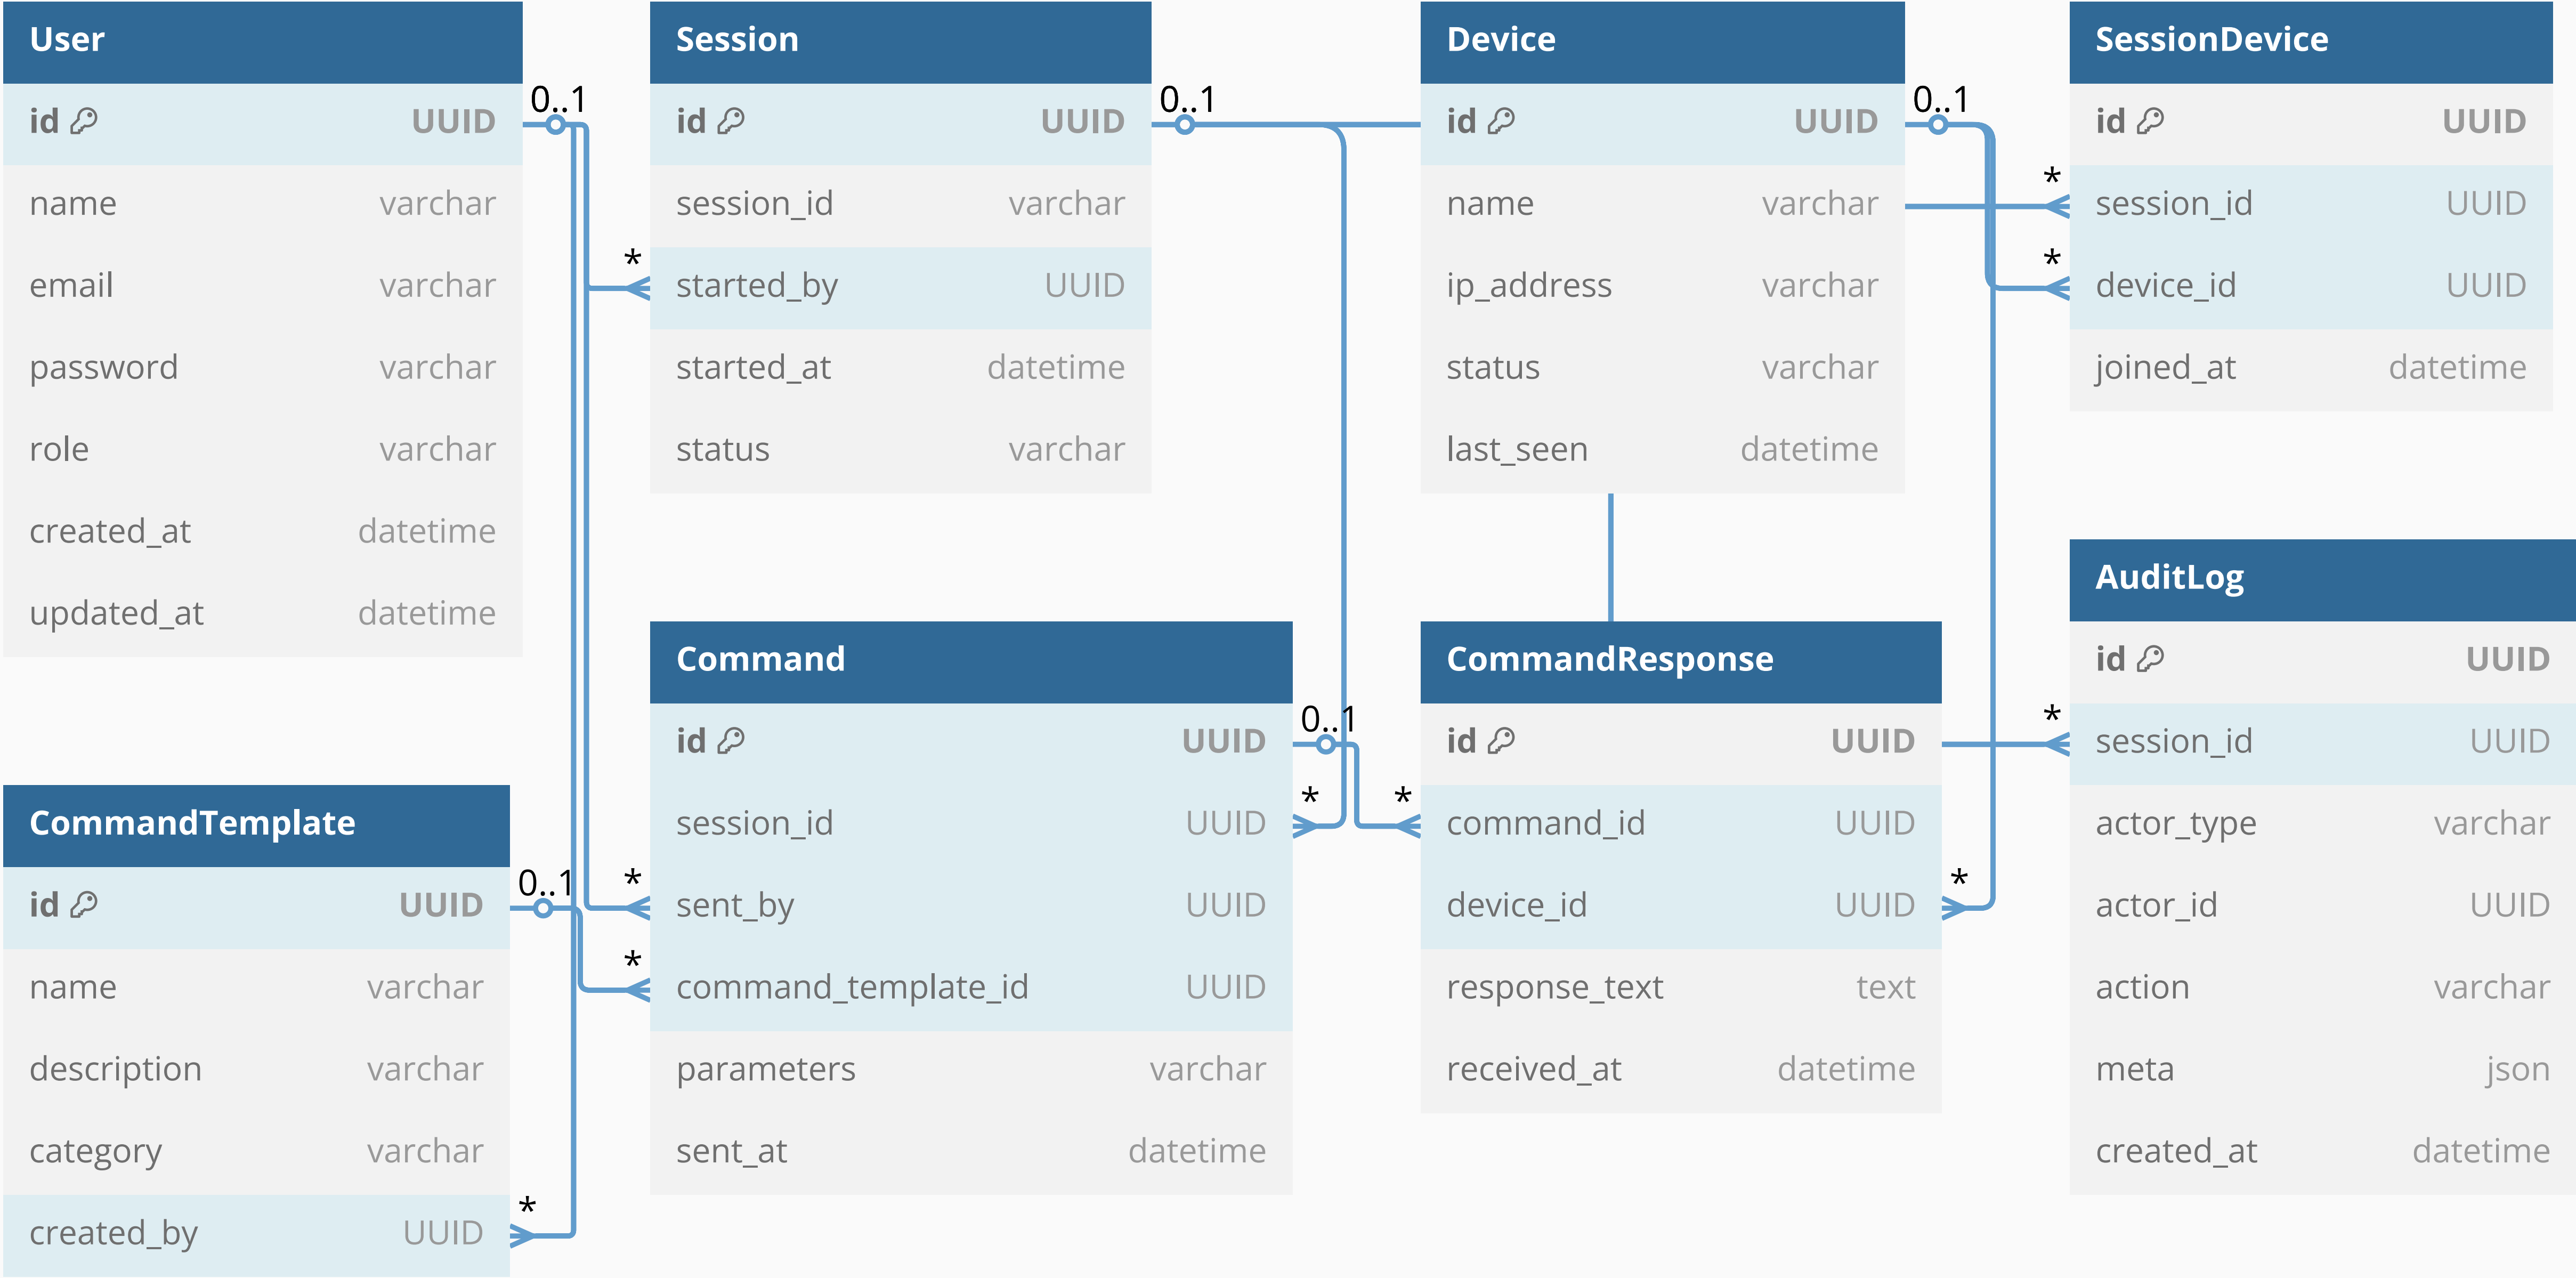 User
id UUID
name varchar
email varchar
password varchar
role varchar
created_at datetime
updated_at datetime
0..1
Session
id UUID
session_id varchar
* started_by UUID
started_at datetime
status varchar
0..1
Device
id UUID
name varchar
ip_address varchar
status varchar
last_seen datetime
0..1
SessionDevice
id UUID
* session_id UUID
* device_id UUID
joined_at datetime
CommandTemplate
id UUID
name varchar
description varchar
category varchar
created_by UUID *
0..1
Command
id UUID 0..1
session_id UUID *
* sent_by UUID
* command_template_id UUID
parameters varchar
sent_at datetime
CommandResponse
id UUID
* command_id UUID
device_id UUID *
response_text text
received_at datetime
AuditLog
id UUID
* session_id UUID
actor_type varchar
actor_id UUID
action varchar
meta json
created_at datetime